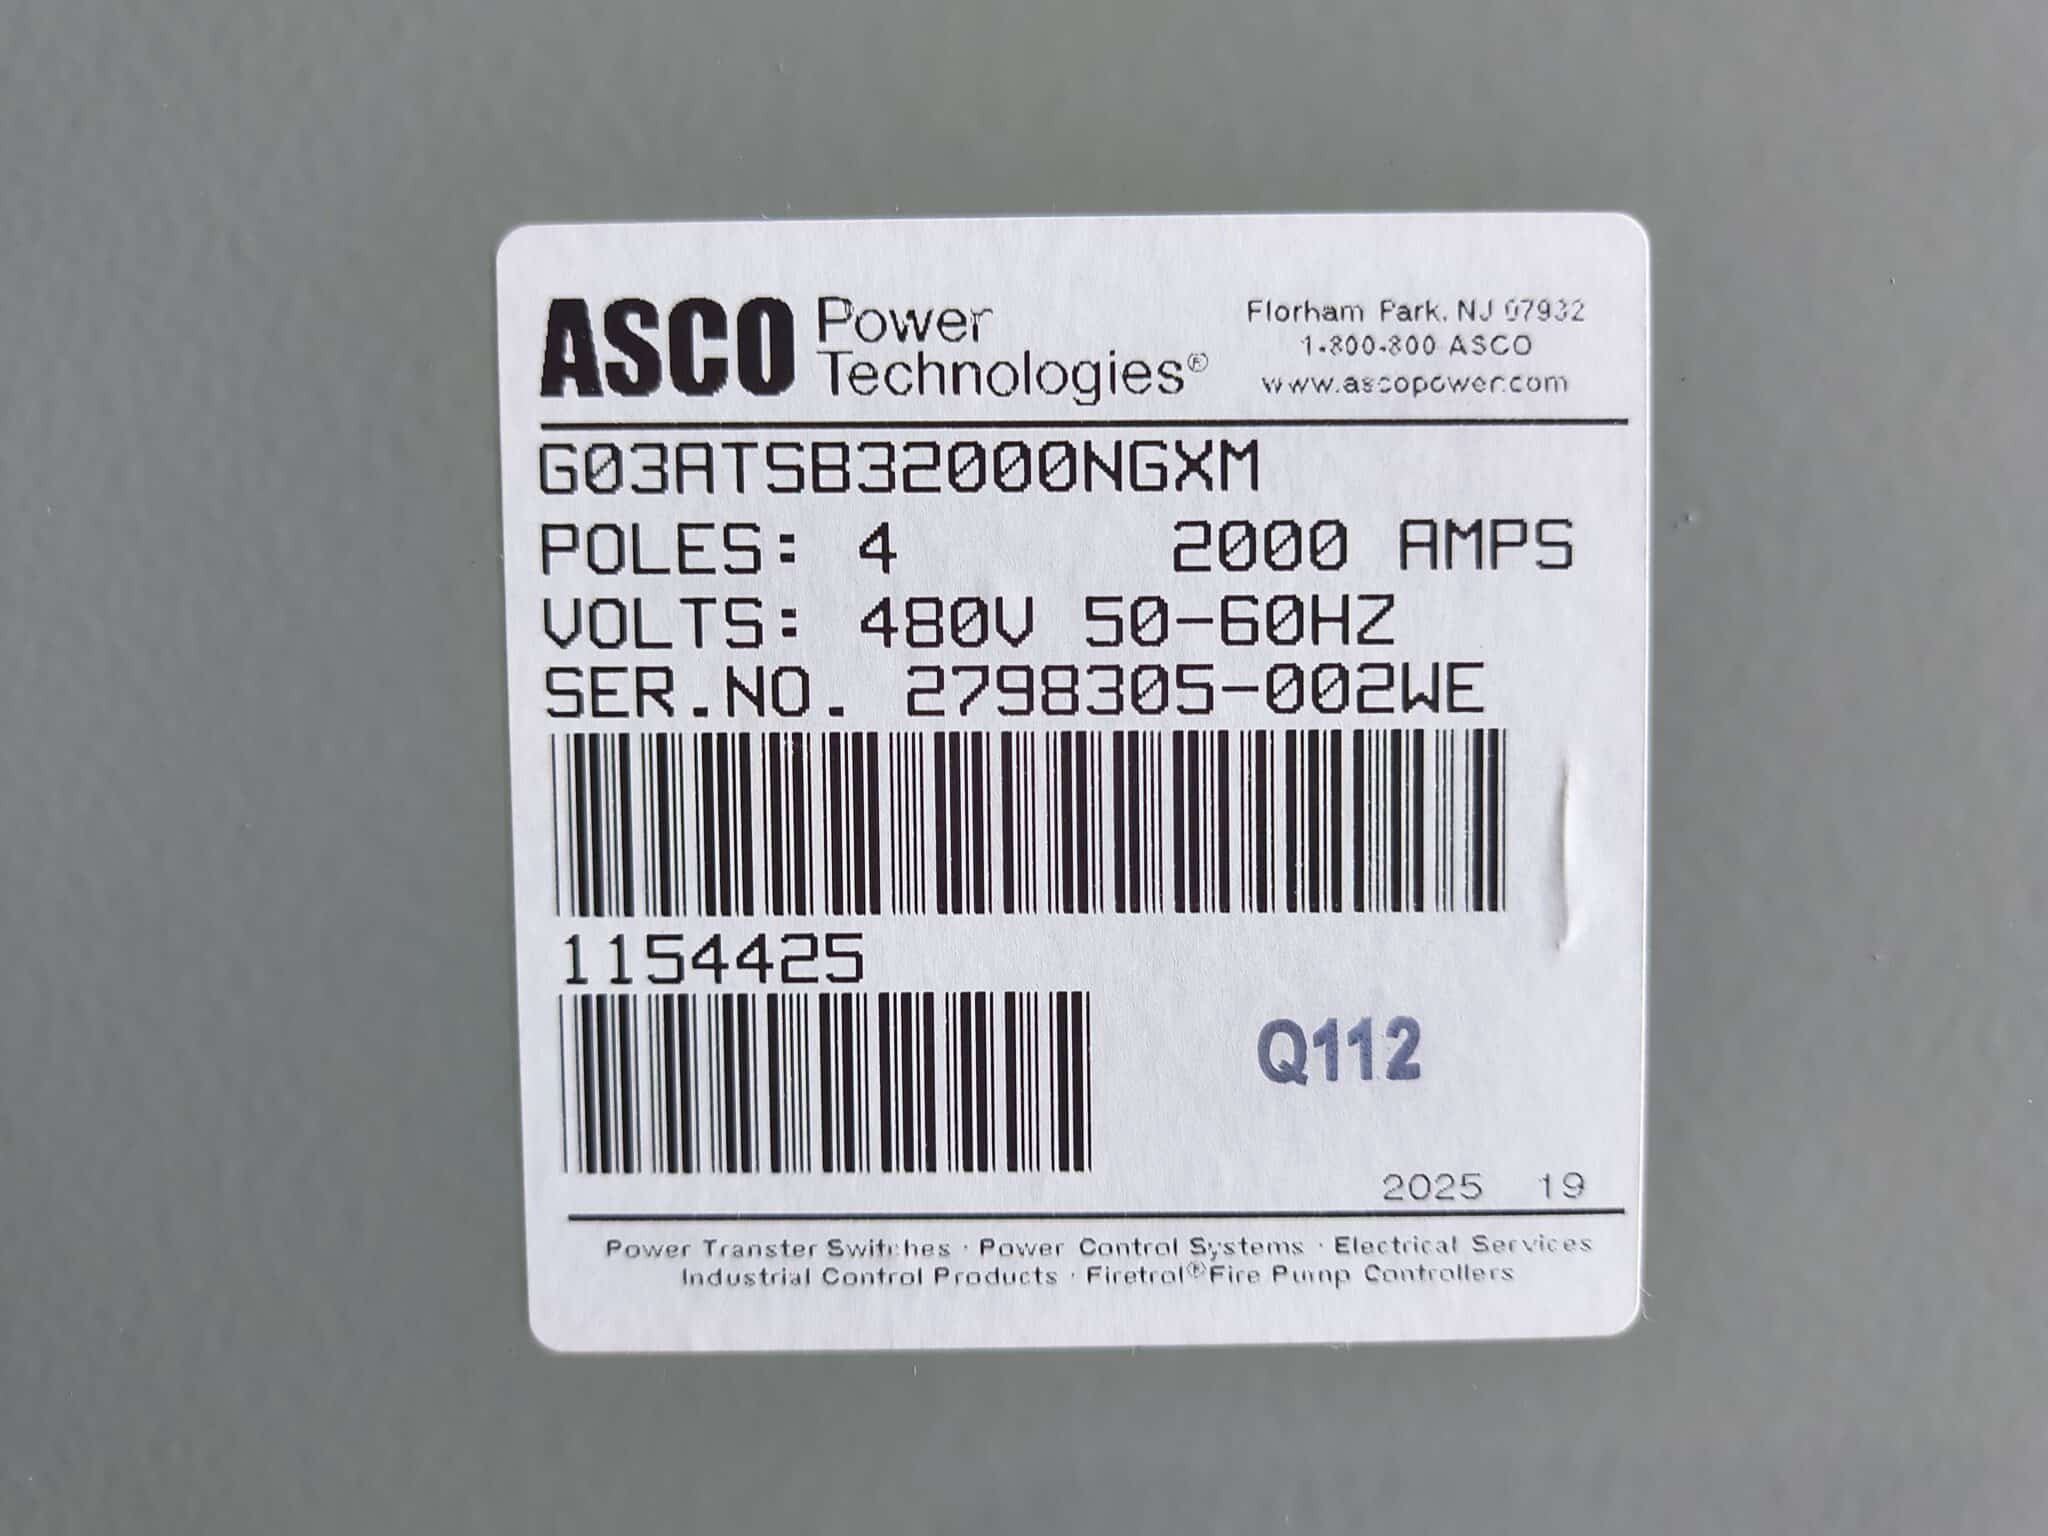 ASCO Power Technologies®
Florham Park, NJ 07932
1-800-800 ASCO
www.ascopower.com
G03ATSB32000NGXM
POLES: 4 2000 AMPS
VOLTS: 480V 50-60HZ
SER.NO. 2798305-002WE
1154425
Q112
2025 19
Power Transfer Switches · Power Control Systems · Electrical Services
Industrial Control Products · Firetrol® Fire Pump Controllers